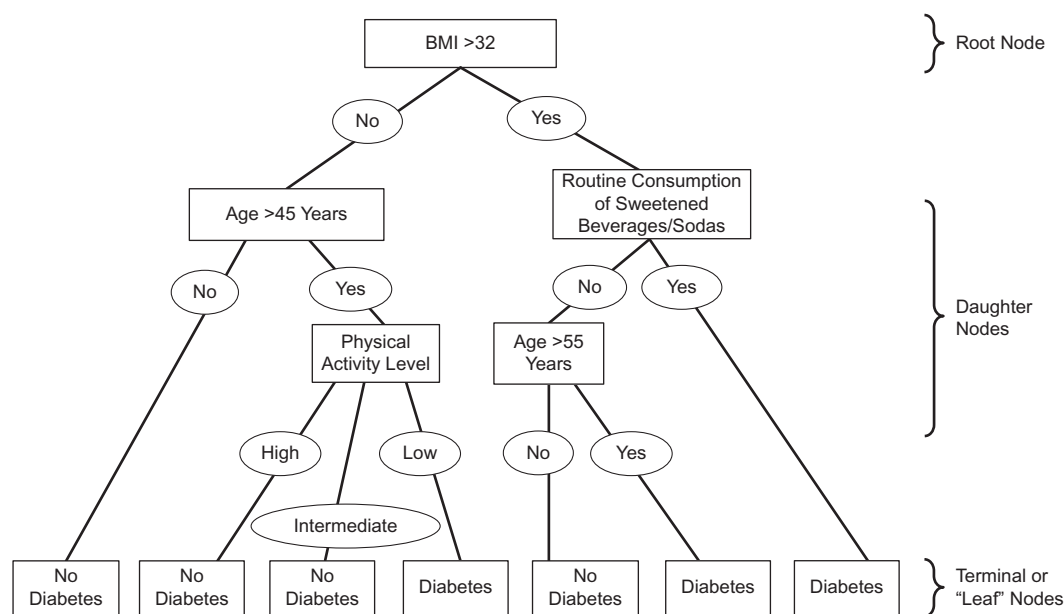 BMI >32
Root Node
No
Yes
Age >45 Years
Routine Consumption
of Sweetened
Beverages/Sodas
No
Yes
No
Yes
Daughter
Nodes
Physical
Activity Level
Age >55
Years
High
Low
No
Yes
Intermediate
No
Diabetes
No
Diabetes
No
Diabetes
Diabetes
No
Diabetes
Diabetes
Diabetes
Terminal or
“Leaf” Nodes